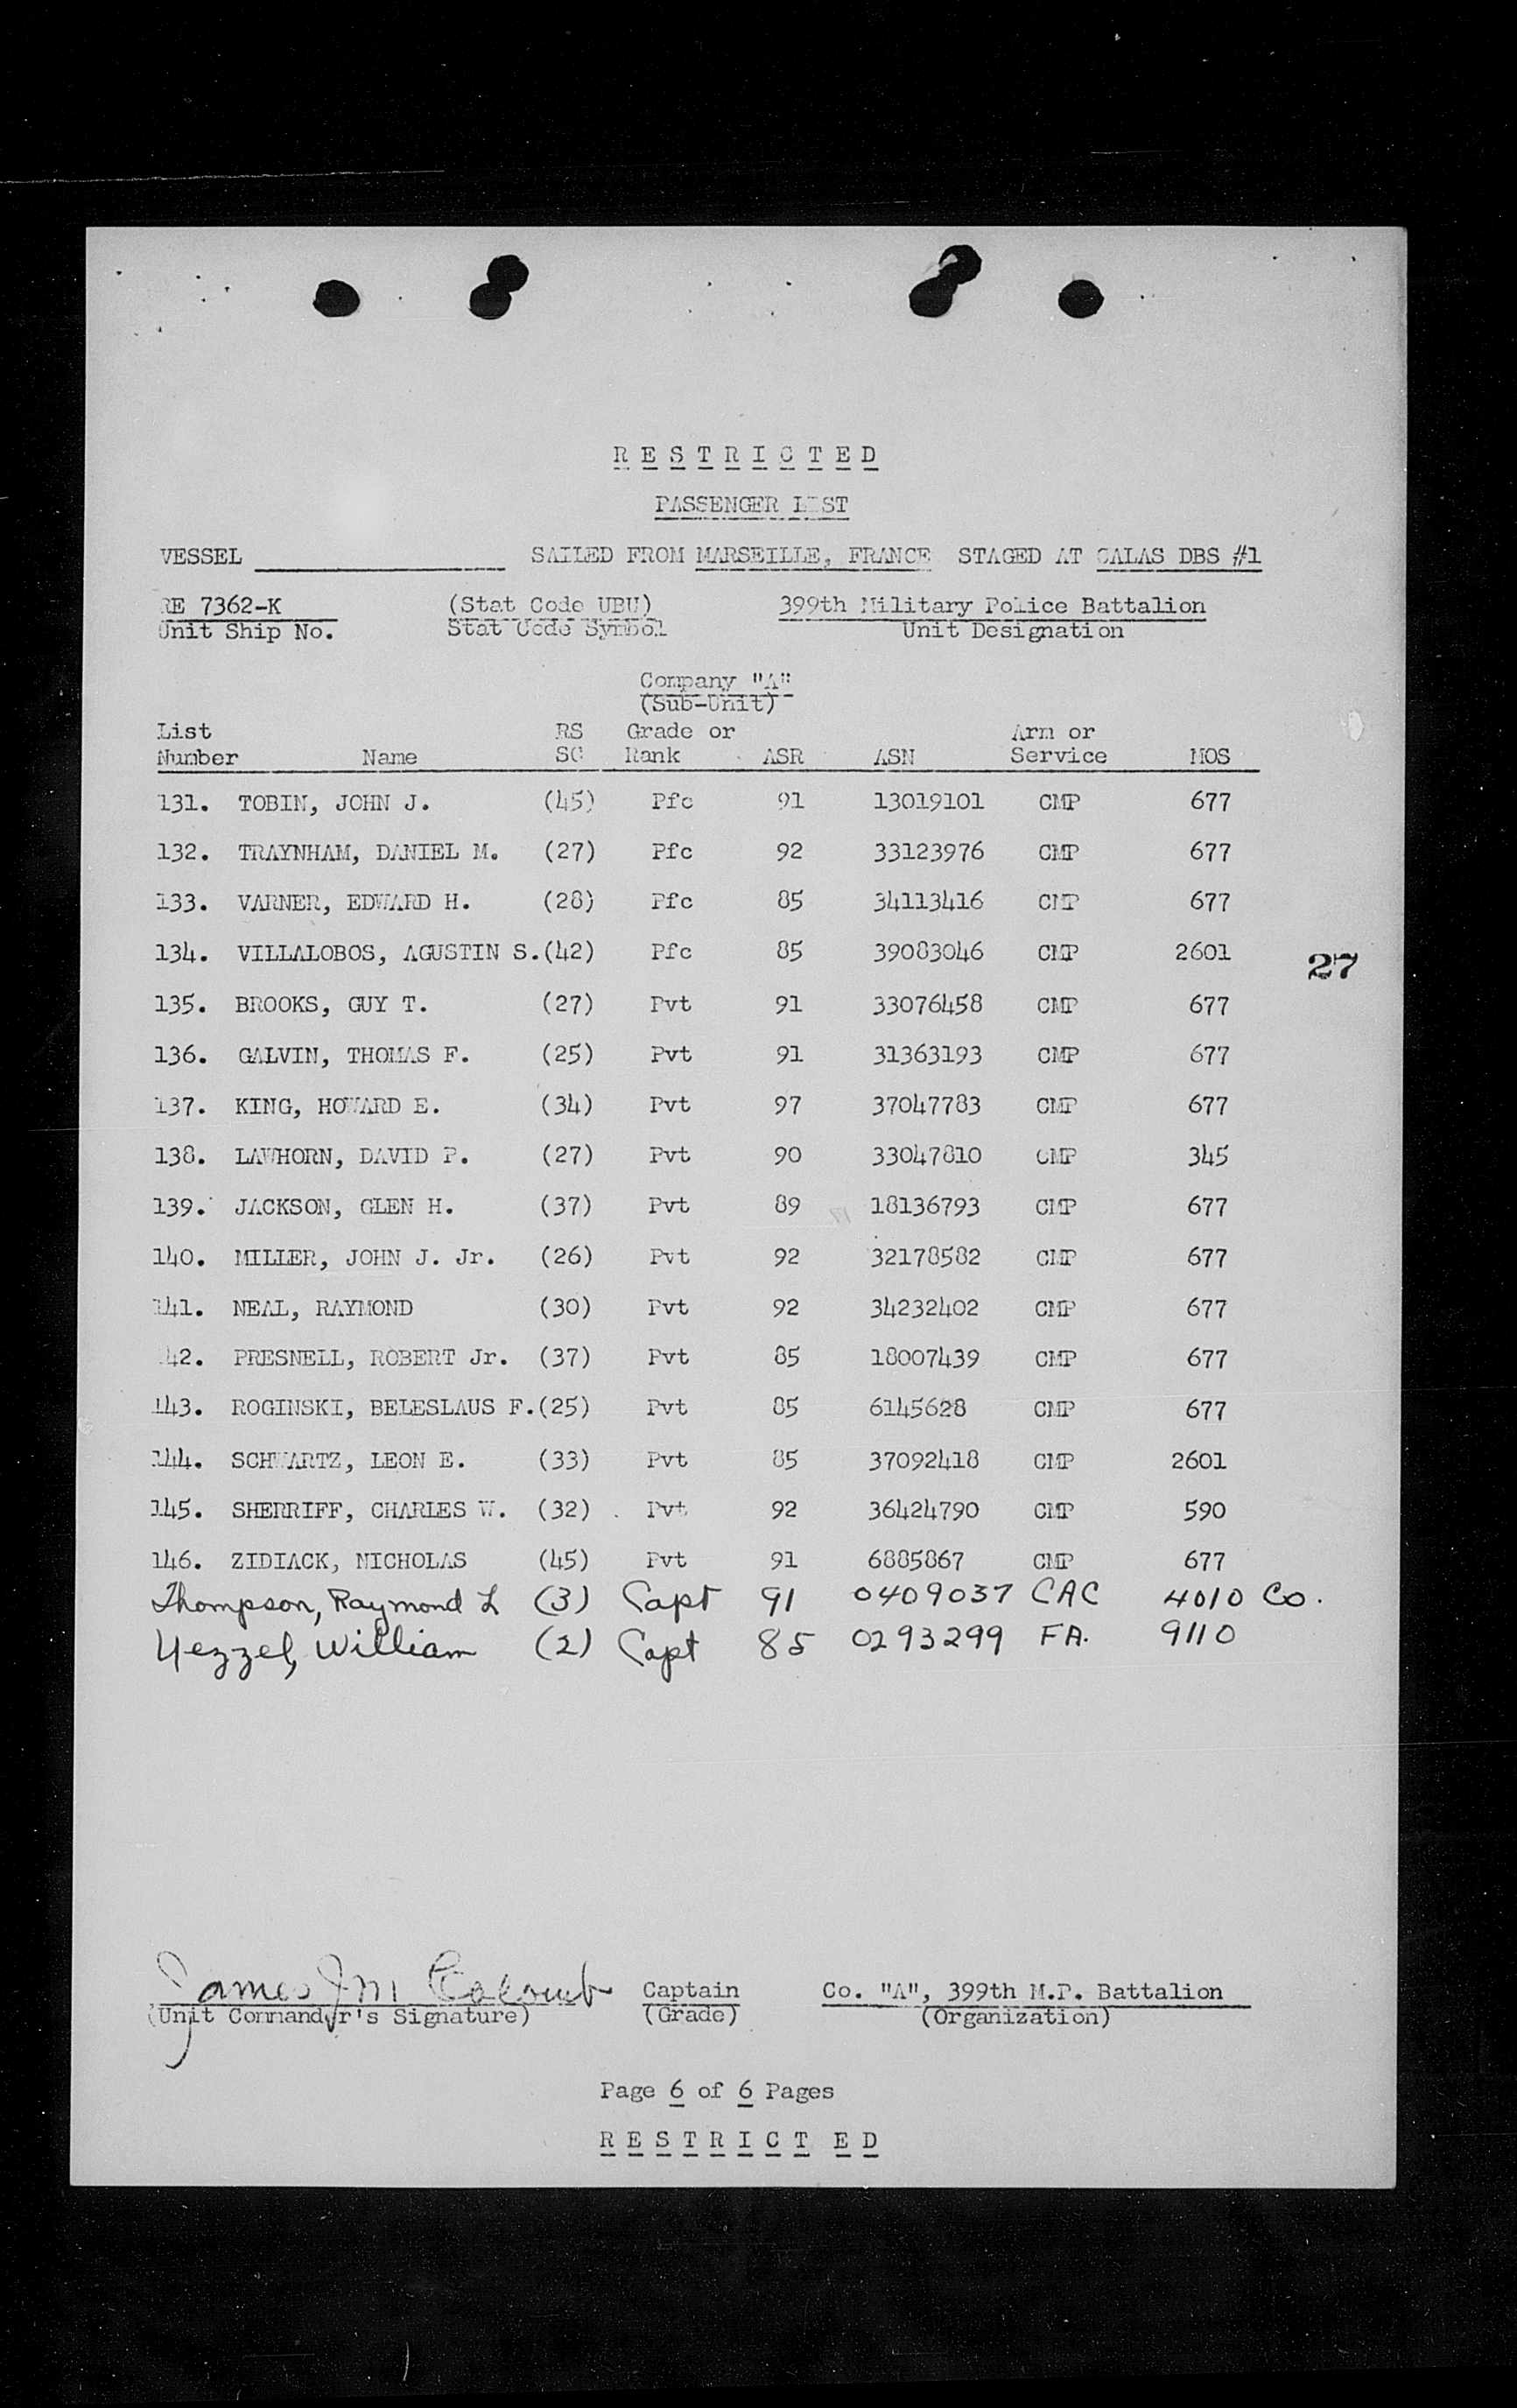 R E S T R I C T E D
PASSENGER LIST
VESSEL SAILED FROM MARSEILLE, FRANCE STAGED AT CALAS DBS #1
RE 7362-K (Stat Code UBU) 399th Military Police Battalion
Unit Ship No. Stat Code Symbol Unit Designation
Company "A"
(Sub-Unit)
List RS Grade or Arm or
Number Name SC Rank ASR ASN Service MOS
131. TOBIN, JOHN J. (45) Pfc 91 13019101 CMP 677
132. TRAYNHAM, DANIEL M. (27) Pfc 92 33123976 CMP 677
133. VARNER, EDWARD H. (28) Pfc 85 34113416 CMP 677
134. VILLALOBOS, AGUSTIN S.(42) Pfc 85 39083046 CMP 2601
27
135. BROOKS, GUY T. (27) Pvt 91 33076458 CMP 677
136. GALVIN, THOMAS F. (25) Pvt 91 31363193 CMP 677
137. KING, HOWARD E. (34) Pvt 97 37047783 CMP 677
138. LAWHORN, DAVID P. (27) Pvt 90 33047810 CMP 345
139. JACKSON, GLEN H. (37) Pvt 89 18136793 CMP 677
140. MILLER, JOHN J. Jr. (26) Pvt 92 32178582 CMP 677
141. NEAL, RAYMOND (30) Pvt 92 34232402 CMP 677
142. PRESNELL, ROBERT Jr. (37) Pvt 85 18007439 CMP 677
143. ROGINSKI, BELESLAUS F.(25) Pvt 85 6145628 CMP 677
144. SCHWARTZ, LEON E. (33) Pvt 85 37092418 CMP 2601
145. SHERRIFF, CHARLES W. (32) Pvt 92 36424790 CMP 590
146. ZIDIACK, NICHOLAS (45) Pvt 91 6885867 CMP 677
Thompson, Raymond L (3) Capt 91 0409037 CAC 4010 Co.
Yezzel, William (2) Capt 85 0293299 FA. 9110
James J M Colomb Captain Co. "A", 399th M.P. Battalion
(Unit Commander's Signature) (Grade) (Organization)
Page 6 of 6 Pages
R E S T R I C T E D